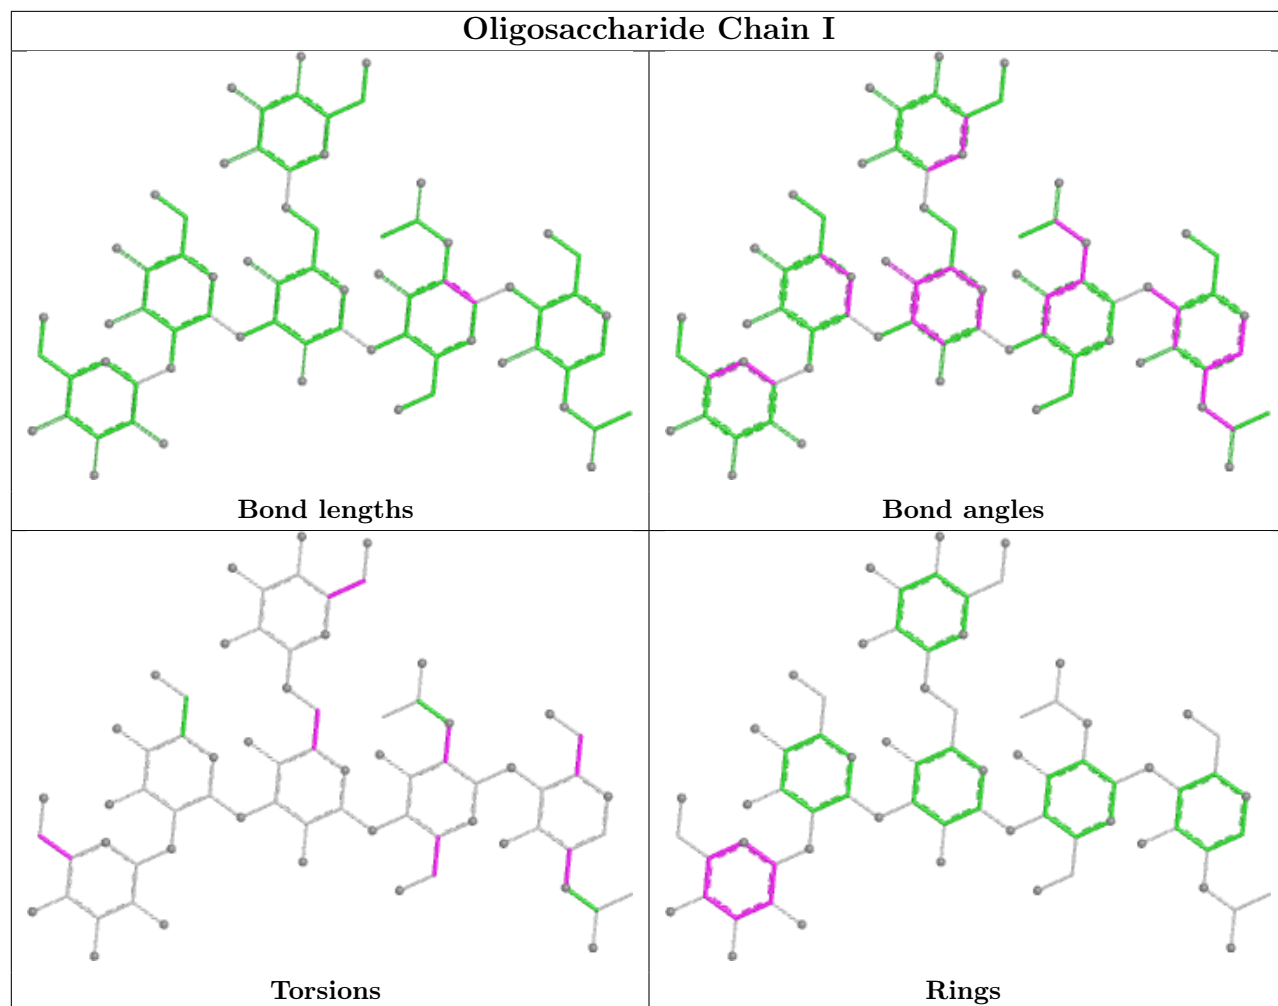 Oligosaccharide Chain I
Bond lengths
Bond angles
Torsions
Rings